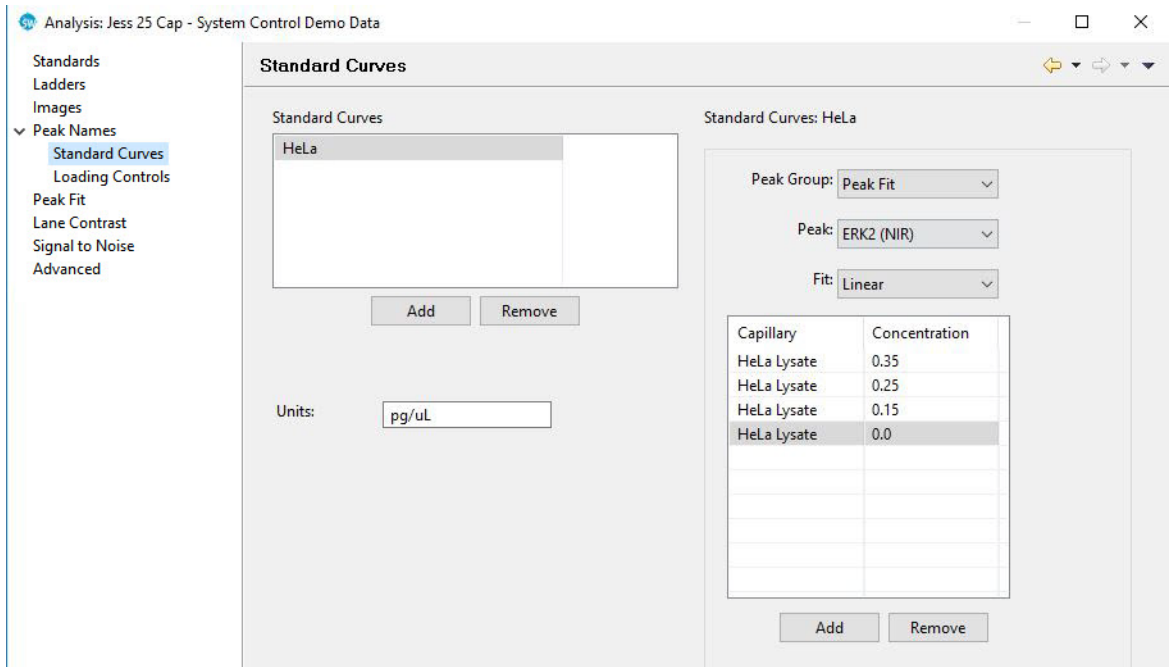 SW Analysis: Jess 25 Cap - System Control Demo Data
Standards
Ladders
Images
Peak Names
Standard Curves
Loading Controls
Peak Fit
Lane Contrast
Signal to Noise
Advanced
Standard Curves
Standard Curves
HeLa
Add Remove
Units: pg/uL
Standard Curves: HeLa
Peak Group: Peak Fit
Peak: ERK2 (NIR)
Fit: Linear
Capillary Concentration
HeLa Lysate 0.35
HeLa Lysate 0.25
HeLa Lysate 0.15
HeLa Lysate 0.0
Add Remove